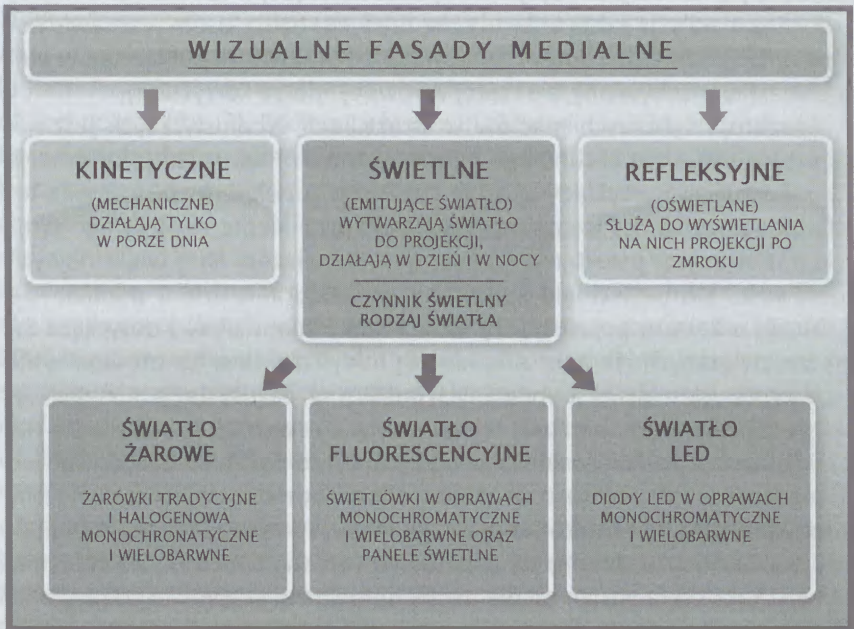 WIZUALNE FASADY MEDIALNE
KINETYCZNE
(MECHANICZNE)
DZIAŁAJĄ TYLKO
W PORZE DNIA
ŚWIETLNE
(EMITUJĄCE ŚWIATŁO)
WYTWARZAJĄ ŚWIATŁO
DO PROJEKCJI,
DZIAŁAJĄ W DZIEŃ I W NOCY
CZYNNIK ŚWIETLNY
RODZAJ ŚWIATŁA
REFLEKSYJNE
(OŚWIETLANE)
SŁUŻĄ DO WYŚWIETLANIA
NA NICH PROJEKCJI PO
ZMROKU
ŚWIATŁO
ŻAROWE
ŻARÓWKI TRADYCYJNE
I HALOGENOWA
MONOCHRONATYCZNE
I WIELOBARWNE
ŚWIATŁO
FLUORESCENCYJNE
ŚWIETLÓWKI W OPRAWACH
MONOCHROMATYCZNE
I WIELOBARWNE ORAZ
PANELE ŚWIETLNE
ŚWIATŁO
LED
DIODY LED W OPRAWACH
MONOCHROMATYCZNE
I WIELOBARWNE